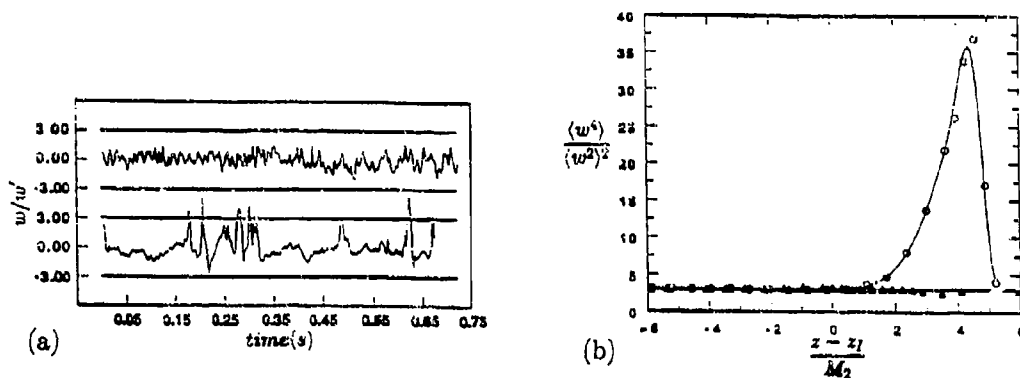 3.00
0.00
-3.00
3.00
0.00
-3.00
w/w'
0.05 0.15 0.25 0.35 0.45 0.55 0.65 0.75
time(s)
(a)
40
35
30
25
20
15
10
5
0
⟨w⁴⟩
⟨w²⟩²
-6 -4 -2 0 2 4 6
z - z_I
M₂
(b)